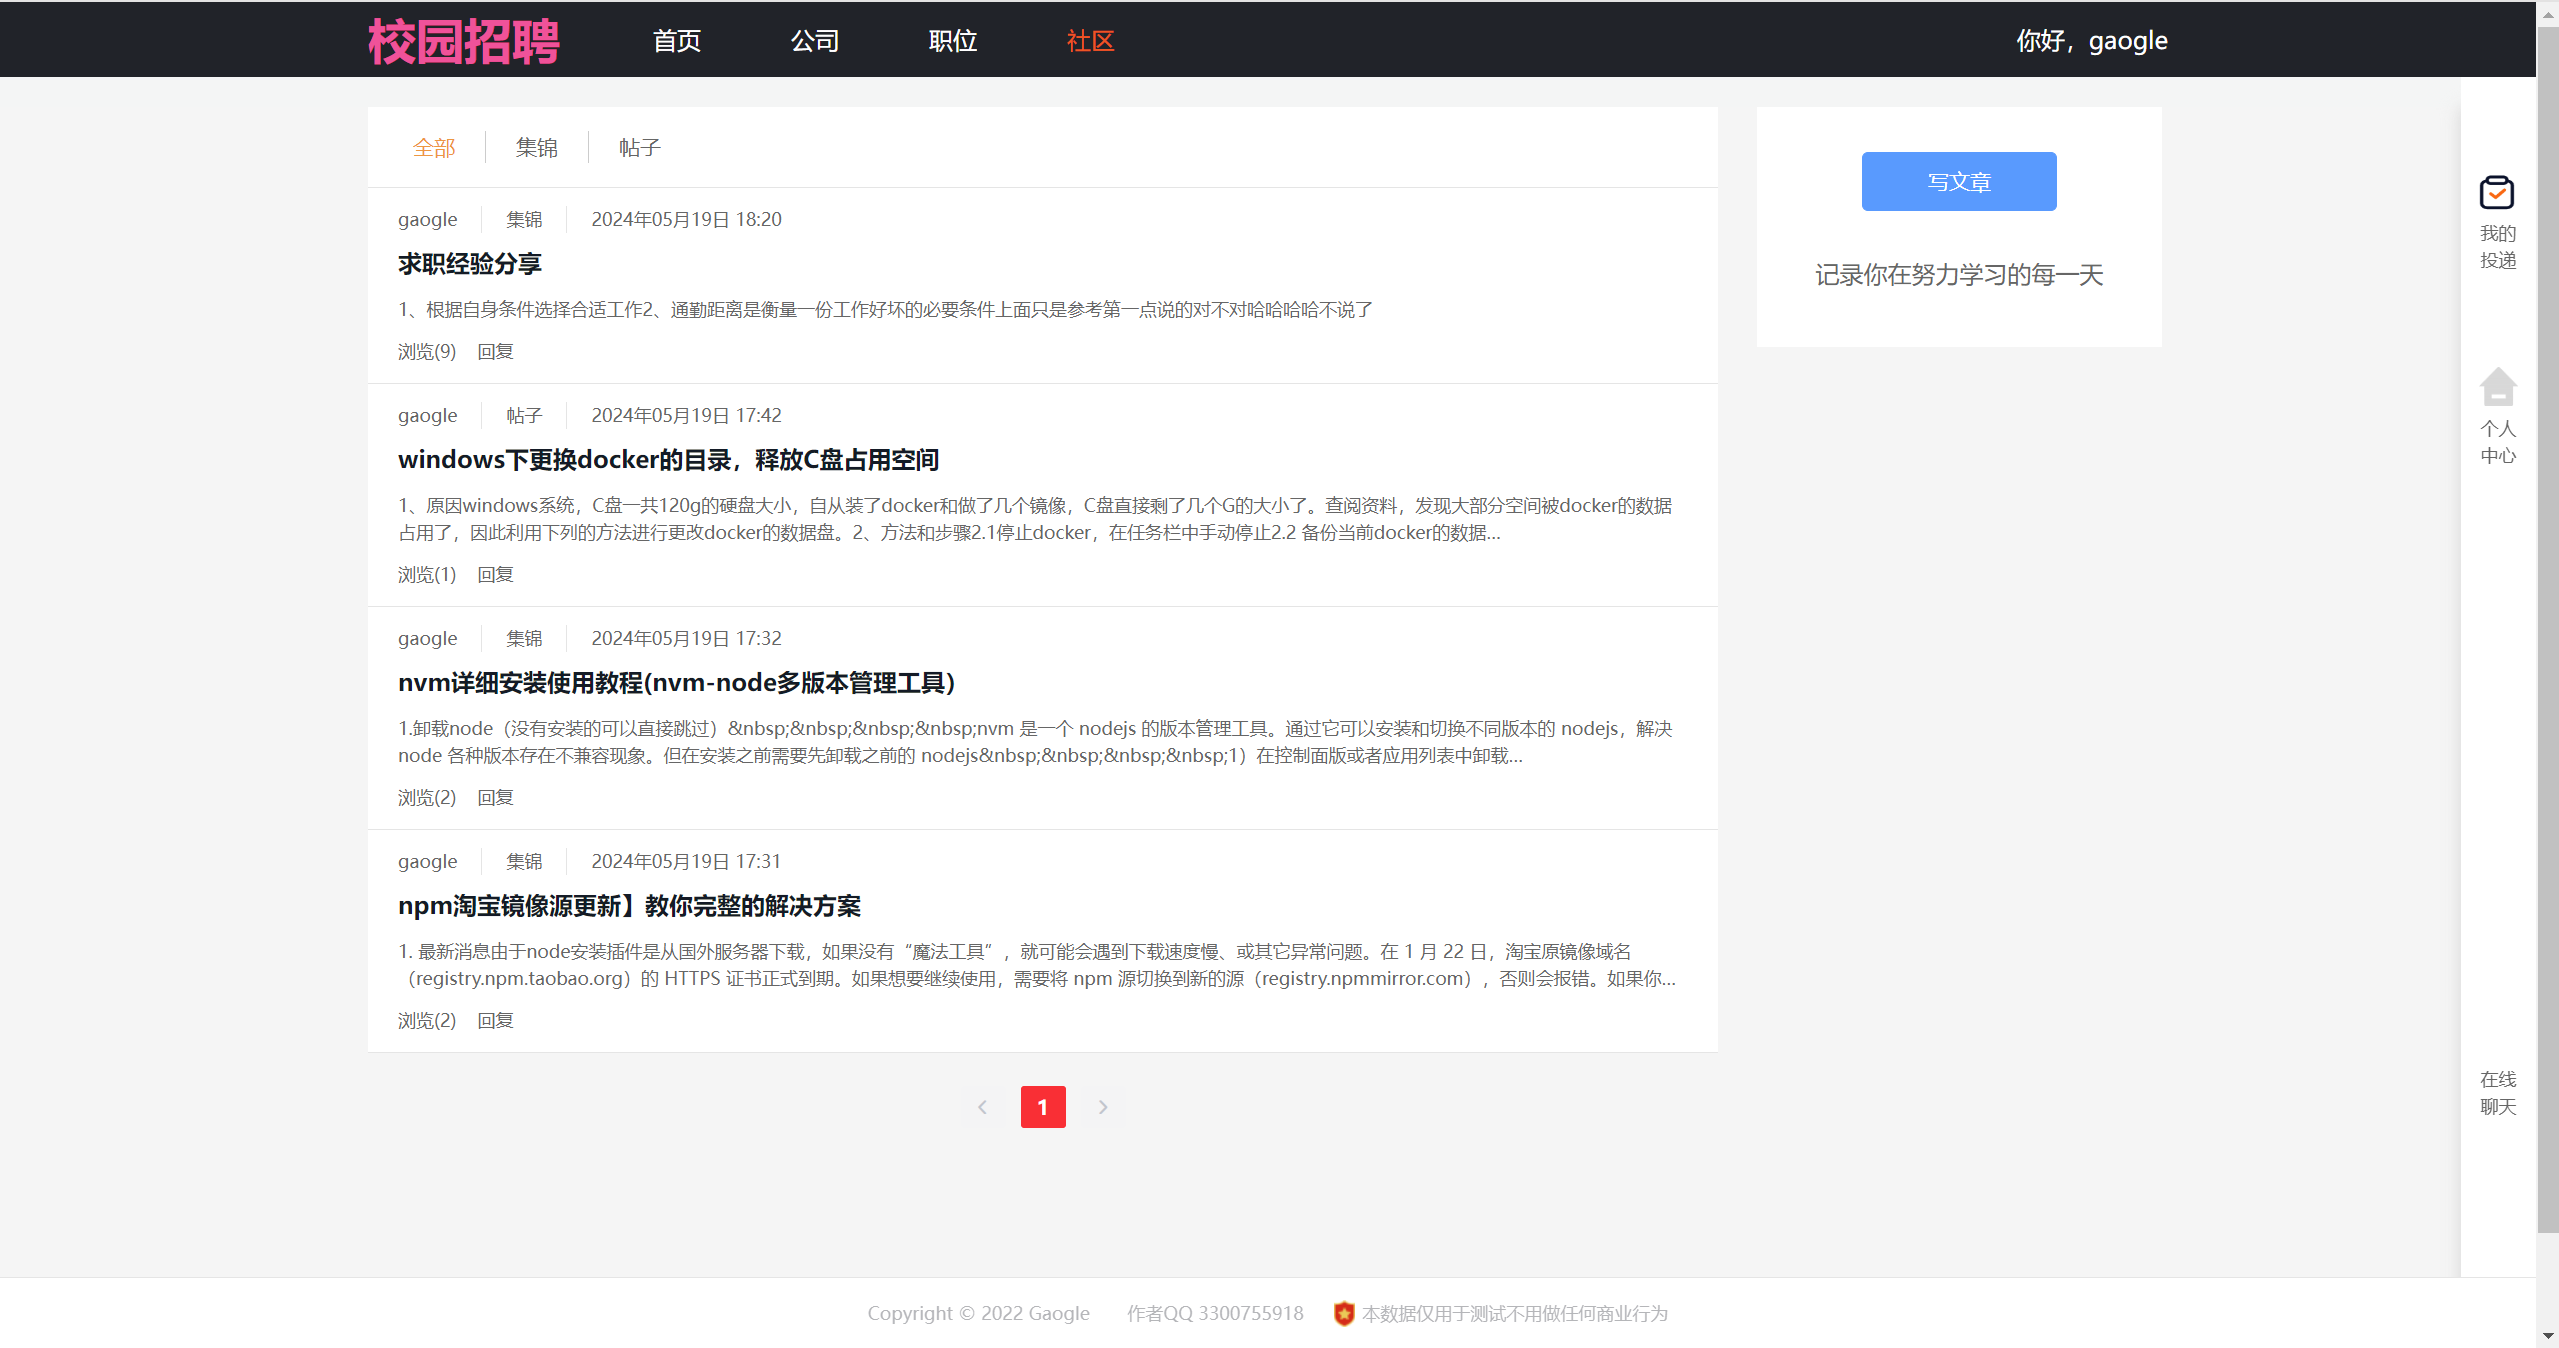 校园招聘 首页 公司 职位 社区 你好，gaogle
全部 集锦 帖子
gaogle 集锦 2024年05月19日 18:20
求职经验分享
1、根据自身条件选择合适工作2、通勤距离是衡量一份工作好坏的必要条件上面只是参考第一点说的对不对哈哈哈哈不说了
浏览(9) 回复
gaogle 帖子 2024年05月19日 17:42
windows下更换docker的目录，释放C盘占用空间
1、原因windows系统，C盘一共120g的硬盘大小，自从装了docker和做了几个镜像，C盘直接剩了几个G的大小了。查阅资料，发现大部分空间被docker的数据
占用了，因此利用下列的方法进行更改docker的数据盘。2、方法和步骤2.1停止docker，在任务栏中手动停止2.2 备份当前docker的数据...
浏览(1) 回复
gaogle 集锦 2024年05月19日 17:32
nvm详细安装使用教程(nvm-node多版本管理工具)
1.卸载node（没有安装的可以直接跳过）&nbsp;&nbsp;&nbsp;&nbsp;nvm 是一个 nodejs 的版本管理工具。通过它可以安装和切换不同版本的 nodejs，解决
node 各种版本存在不兼容现象。但在安装之前需要先卸载之前的 nodejs&nbsp;&nbsp;&nbsp;&nbsp;1）在控制面版或者应用列表中卸载...
浏览(2) 回复
gaogle 集锦 2024年05月19日 17:31
npm淘宝镜像源更新】教你完整的解决方案
1. 最新消息由于node安装插件是从国外服务器下载，如果没有“魔法工具”，就可能会遇到下载速度慢、或其它异常问题。在 1 月 22 日，淘宝原镜像域名
（registry.npm.taobao.org）的 HTTPS 证书正式到期。如果想要继续使用，需要将 npm 源切换到新的源（registry.npmmirror.com），否则会报错。如果你...
浏览(2) 回复
1
写文章
记录你在努力学习的每一天
我的
投递
个人
中心
在线
聊天
Copyright © 2022 Gaogle 作者QQ 3300755918 本数据仅用于测试不用做任何商业行为